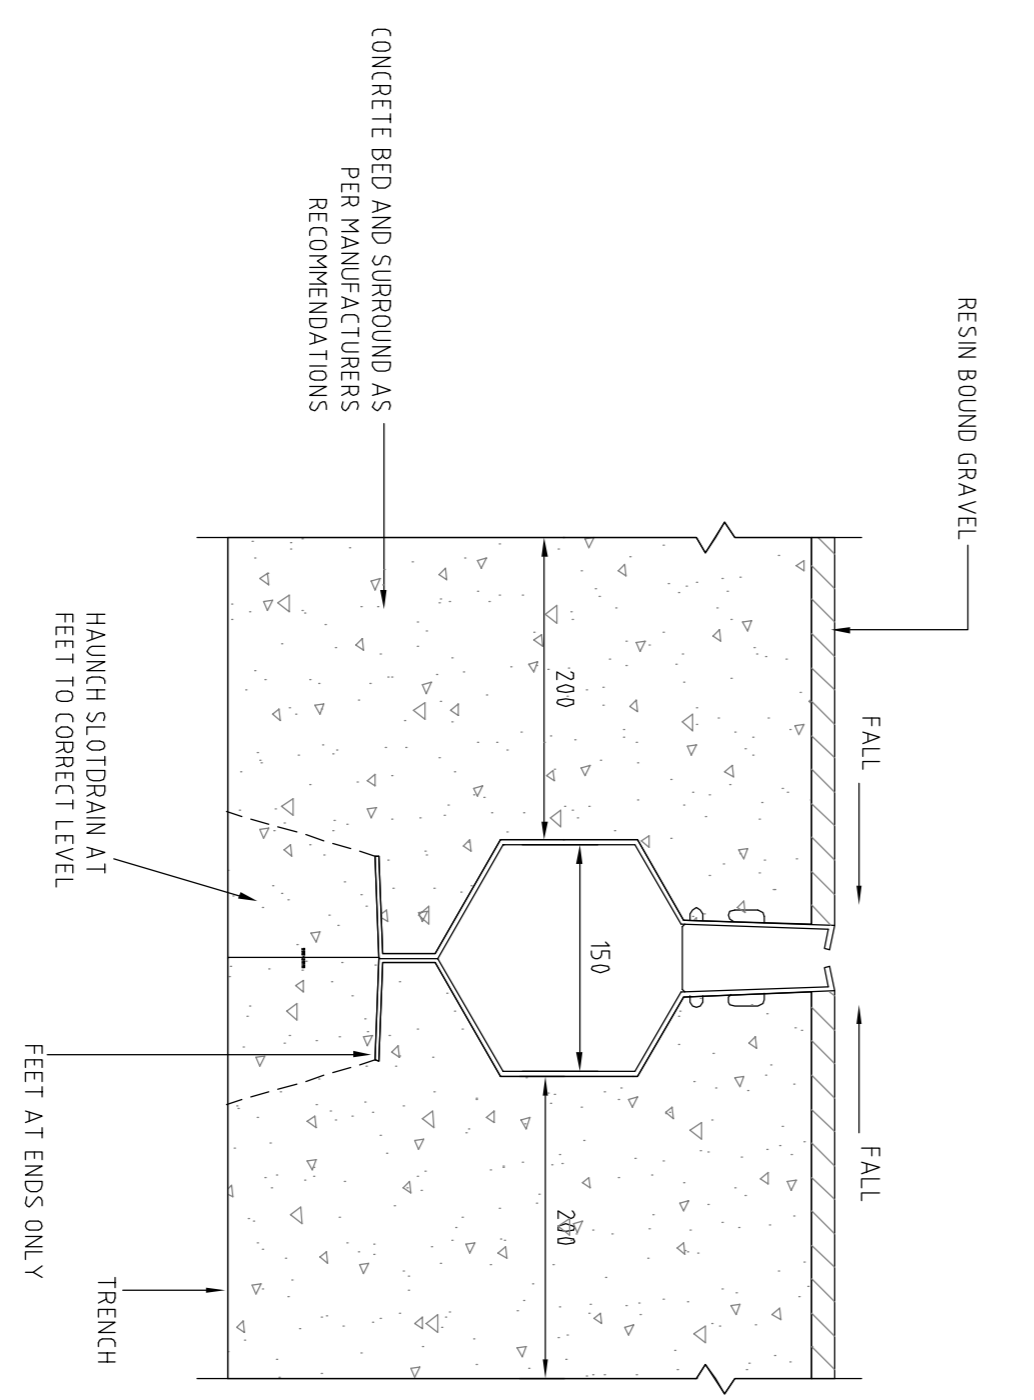 RESIN BOUND GRAVEL
FALL
FALL
CONCRETE BED AND SURROUND AS
PER MANUFACTURERS
RECOMMENDATIONS
200
150
200
HAUNCH SLOTDRAIN AT
FEET TO CORRECT LEVEL
FEET AT ENDS ONLY
TRENCH